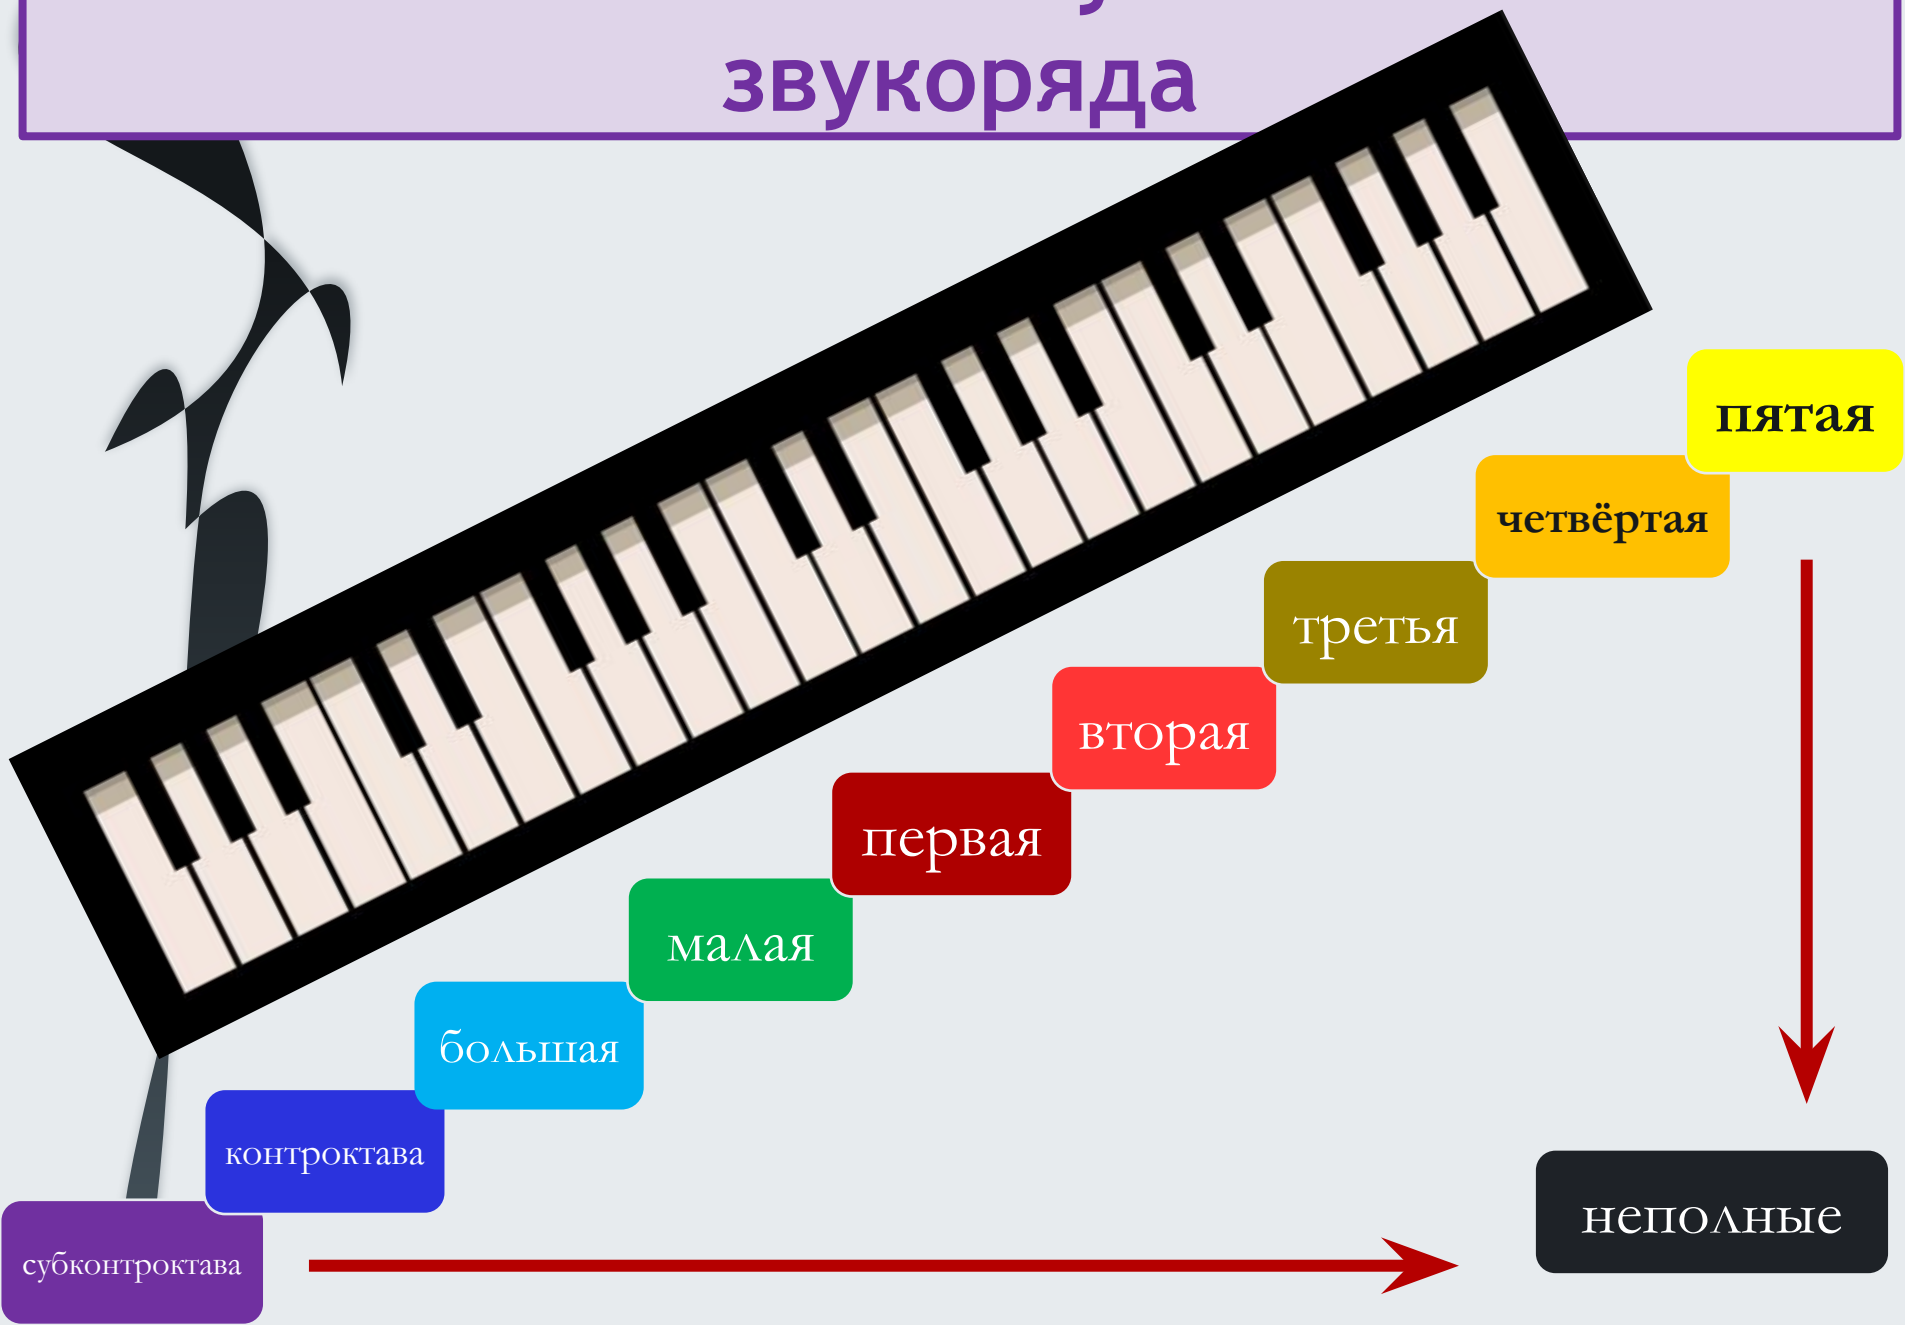 звукоряда
пятая
четвёртая
третья
вторая
первая
малая
большая
контроктава
субконтроктава
неполные